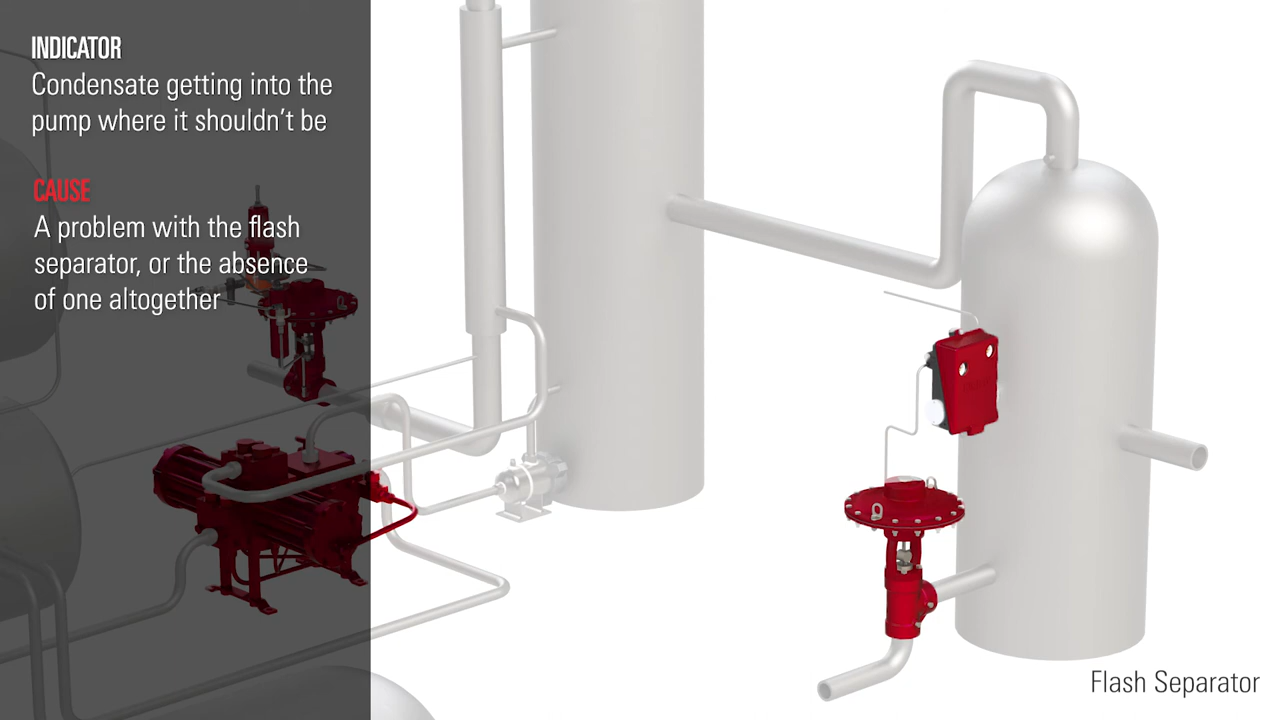 INDICATOR
Condensate getting into the
pump where it shouldn't be
CAUSE
A problem with the flash
separator, or the absence
of one altogether
Flash Separator